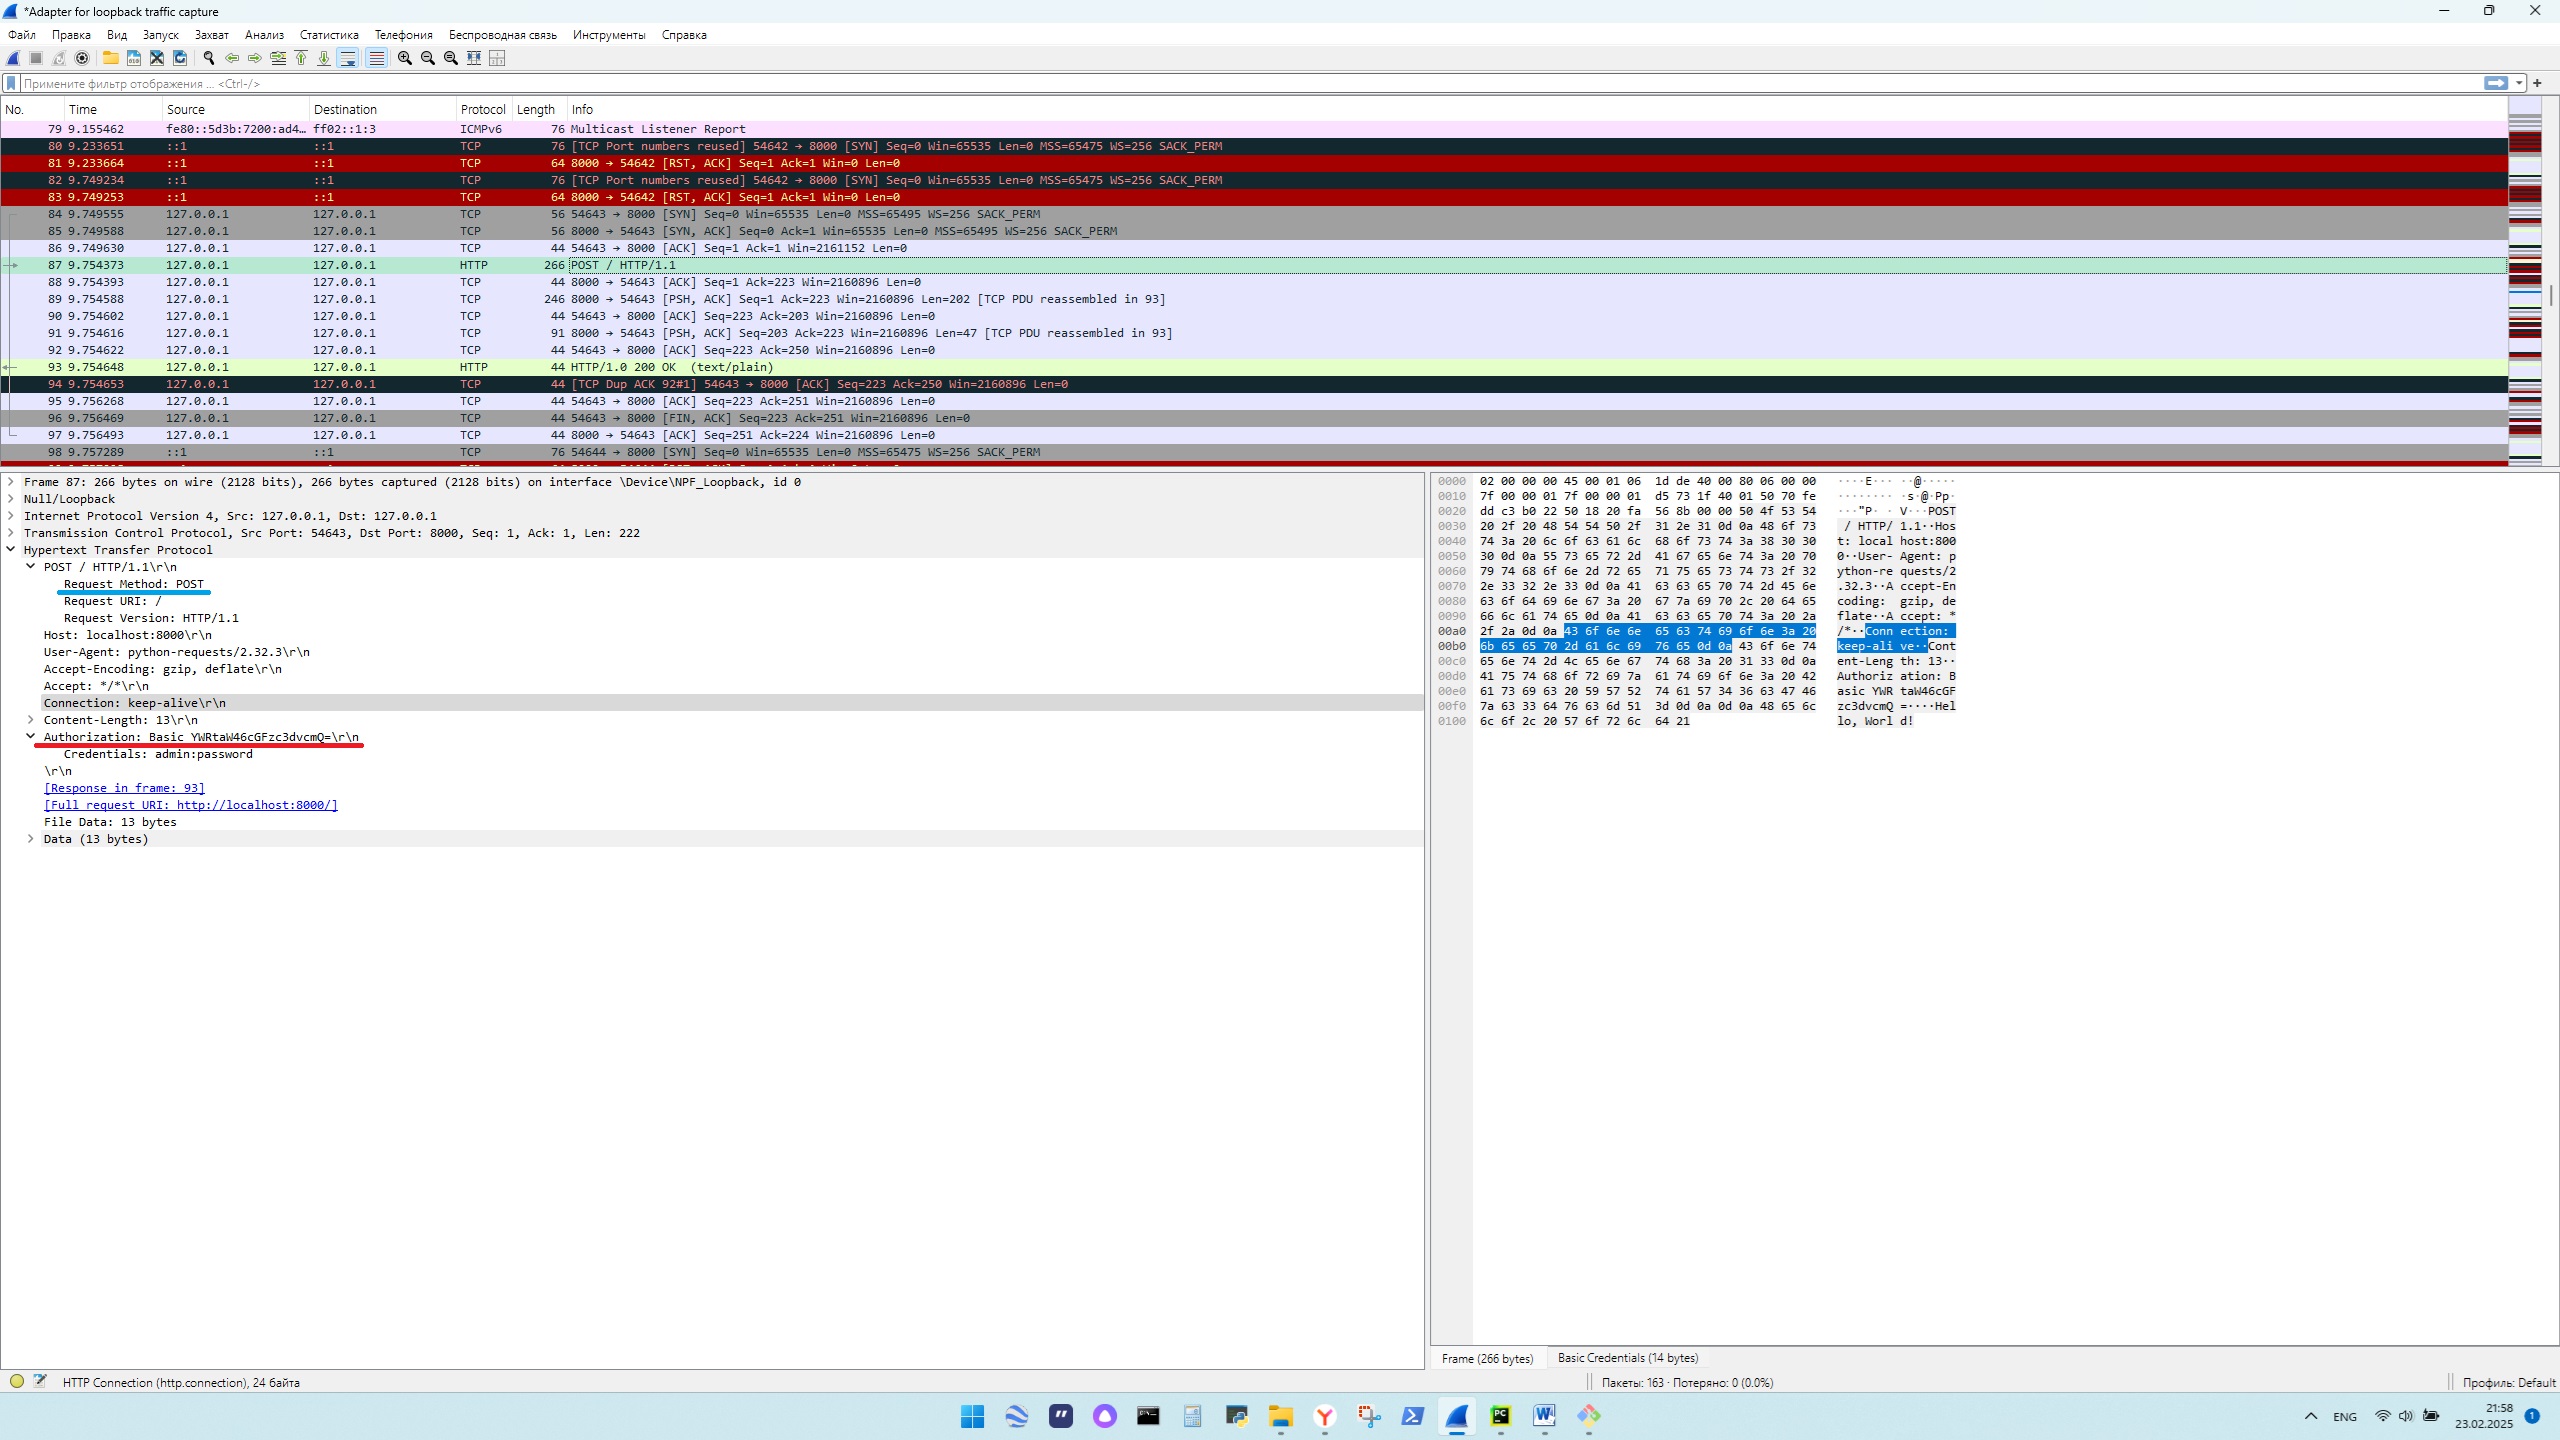 *Adapter for loopback traffic capture
Файл Правка Вид Запуск Захват Анализ Статистика Телефония Беспроводная связь Инструменты Справка
Примените фильтр отображения ... <Ctrl-/>
No. Time Source Destination Protocol Length Info
79 9.155462 fe80::5d3b:7200:ad4… ff02::1:3 ICMPv6 76 Multicast Listener Report
80 9.233651 ::1 ::1 TCP 76 [TCP Port numbers reused] 54642 → 8000 [SYN] Seq=0 Win=65535 Len=0 MSS=65475 WS=256 SACK_PERM
81 9.233664 ::1 ::1 TCP 64 8000 → 54642 [RST, ACK] Seq=1 Ack=1 Win=0 Len=0
82 9.749234 ::1 ::1 TCP 76 [TCP Port numbers reused] 54642 → 8000 [SYN] Seq=0 Win=65535 Len=0 MSS=65475 WS=256 SACK_PERM
83 9.749253 ::1 ::1 TCP 64 8000 → 54642 [RST, ACK] Seq=1 Ack=1 Win=0 Len=0
84 9.749555 127.0.0.1 127.0.0.1 TCP 56 54643 → 8000 [SYN] Seq=0 Win=65535 Len=0 MSS=65495 WS=256 SACK_PERM
85 9.749588 127.0.0.1 127.0.0.1 TCP 56 8000 → 54643 [SYN, ACK] Seq=0 Ack=1 Win=65535 Len=0 MSS=65495 WS=256 SACK_PERM
86 9.749630 127.0.0.1 127.0.0.1 TCP 44 54643 → 8000 [ACK] Seq=1 Ack=1 Win=2161152 Len=0
87 9.754373 127.0.0.1 127.0.0.1 HTTP 266 POST / HTTP/1.1
88 9.754393 127.0.0.1 127.0.0.1 TCP 44 8000 → 54643 [ACK] Seq=1 Ack=223 Win=2160896 Len=0
89 9.754588 127.0.0.1 127.0.0.1 TCP 246 8000 → 54643 [PSH, ACK] Seq=1 Ack=223 Win=2160896 Len=202 [TCP PDU reassembled in 93]
90 9.754602 127.0.0.1 127.0.0.1 TCP 44 54643 → 8000 [ACK] Seq=223 Ack=203 Win=2160896 Len=0
91 9.754616 127.0.0.1 127.0.0.1 TCP 91 8000 → 54643 [PSH, ACK] Seq=203 Ack=223 Win=2160896 Len=47 [TCP PDU reassembled in 93]
92 9.754622 127.0.0.1 127.0.0.1 TCP 44 54643 → 8000 [ACK] Seq=223 Ack=250 Win=2160896 Len=0
93 9.754648 127.0.0.1 127.0.0.1 HTTP 44 HTTP/1.0 200 OK (text/plain)
94 9.754653 127.0.0.1 127.0.0.1 TCP 44 [TCP Dup ACK 92#1] 54643 → 8000 [ACK] Seq=223 Ack=250 Win=2160896 Len=0
95 9.756268 127.0.0.1 127.0.0.1 TCP 44 54643 → 8000 [ACK] Seq=223 Ack=251 Win=2160896 Len=0
96 9.756469 127.0.0.1 127.0.0.1 TCP 44 54643 → 8000 [FIN, ACK] Seq=223 Ack=251 Win=2160896 Len=0
97 9.756493 127.0.0.1 127.0.0.1 TCP 44 8000 → 54643 [ACK] Seq=251 Ack=224 Win=2160896 Len=0
98 9.757289 ::1 ::1 TCP 76 54644 → 8000 [SYN] Seq=0 Win=65535 Len=0 MSS=65475 WS=256 SACK_PERM
Frame 87: 266 bytes on wire (2128 bits), 266 bytes captured (2128 bits) on interface \Device\NPF_Loopback, id 0
Null/Loopback
Internet Protocol Version 4, Src: 127.0.0.1, Dst: 127.0.0.1
Transmission Control Protocol, Src Port: 54643, Dst Port: 8000, Seq: 1, Ack: 1, Len: 222
Hypertext Transfer Protocol
POST / HTTP/1.1\r\n
Request Method: POST
Request URI: /
Request Version: HTTP/1.1
Host: localhost:8000\r\n
User-Agent: python-requests/2.32.3\r\n
Accept-Encoding: gzip, deflate\r\n
Accept: */*\r\n
Connection: keep-alive\r\n
Content-Length: 13\r\n
Authorization: Basic YWRtaW46cGFzc3dvcmQ=\r\n
Credentials: admin:password
\r\n
[Response in frame: 93]
[Full request URI: http://localhost:8000/]
File Data: 13 bytes
Data (13 bytes)
0000 02 00 00 00 45 00 01 06 1d de 40 00 80 06 00 00 ····E··· ··@·····
0010 7f 00 00 01 7f 00 00 01 d5 73 1f 40 01 50 70 fe ········ ·s·@·Pp·
0020 dd c3 b0 22 50 18 20 fa 56 8b 00 00 50 4f 53 54 ···"P· · V···POST
0030 20 2f 20 48 54 54 50 2f 31 2e 31 0d 0a 48 6f 73 / HTTP/ 1.1··Hos
0040 74 3a 20 6c 6f 63 61 6c 68 6f 73 74 3a 38 30 30 t: local host:800
0050 30 0d 0a 55 73 65 72 2d 41 67 65 6e 74 3a 20 70 0··User- Agent: p
0060 79 74 68 6f 6e 2d 72 65 71 75 65 73 74 73 2f 32 ython-re quests/2
0070 2e 33 32 2e 33 0d 0a 41 63 63 65 70 74 2d 45 6e .32.3··A ccept-En
0080 63 6f 64 69 6e 67 3a 20 67 7a 69 70 2c 20 64 65 coding: gzip, de
0090 66 6c 61 74 65 0d 0a 41 63 63 65 70 74 3a 20 2a flate··A ccept: *
00a0 2f 2a 0d 0a 43 6f 6e 6e 65 63 74 69 6f 6e 3a 20 /*··Conn ection:
00b0 6b 65 65 70 2d 61 6c 69 76 65 0d 0a 43 6f 6e 74 keep-ali ve··Cont
00c0 65 6e 74 2d 4c 65 6e 67 74 68 3a 20 31 33 0d 0a ent-Leng th: 13··
00d0 41 75 74 68 6f 72 69 7a 61 74 69 6f 6e 3a 20 42 Authoriz ation: B
00e0 61 73 69 63 20 59 57 52 74 61 57 34 36 63 47 46 asic YWR taW46cGF
00f0 7a 63 33 64 76 63 6d 51 3d 0d 0a 0d 0a 48 65 6c zc3dvcmQ =····Hel
0100 6c 6f 2c 20 57 6f 72 6c 64 21 lo, Worl d!
Frame (266 bytes) Basic Credentials (14 bytes)
HTTP Connection (http.connection), 24 байта Пакеты: 163 · Потеряно: 0 (0.0%) Профиль: Default
ENG 21:58
23.02.2025 1